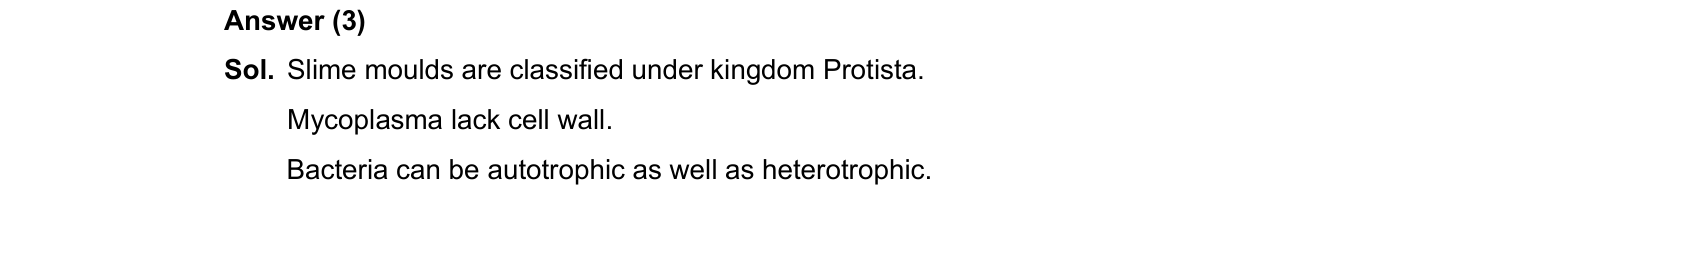 Answer (3)
Sol. Slime moulds are classified under kingdom Protista.
Mycoplasma lack cell wall.
Bacteria can be autotrophic as well as heterotrophic.